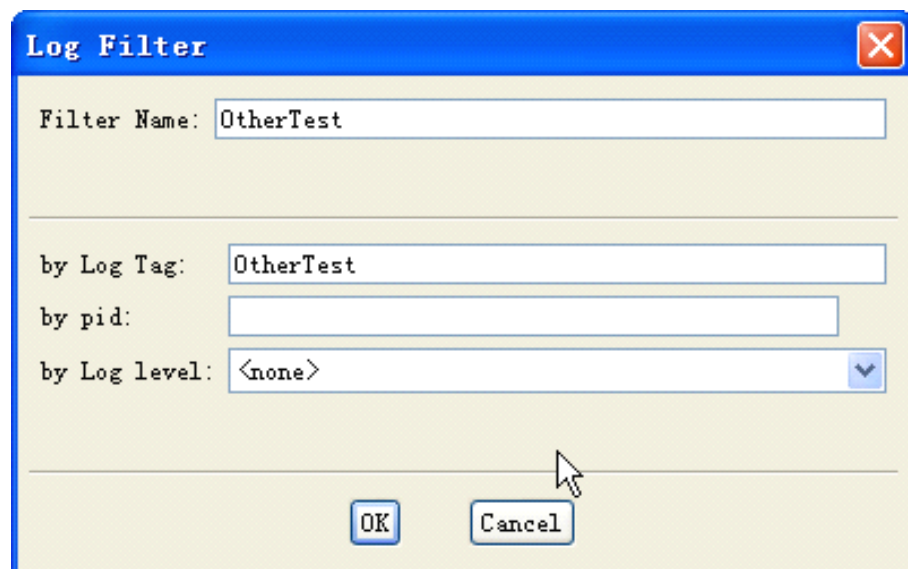 Log Filter
Filter Name: OtherTest
by Log Tag: OtherTest
by pid:
by Log level: <none>
OK Cancel